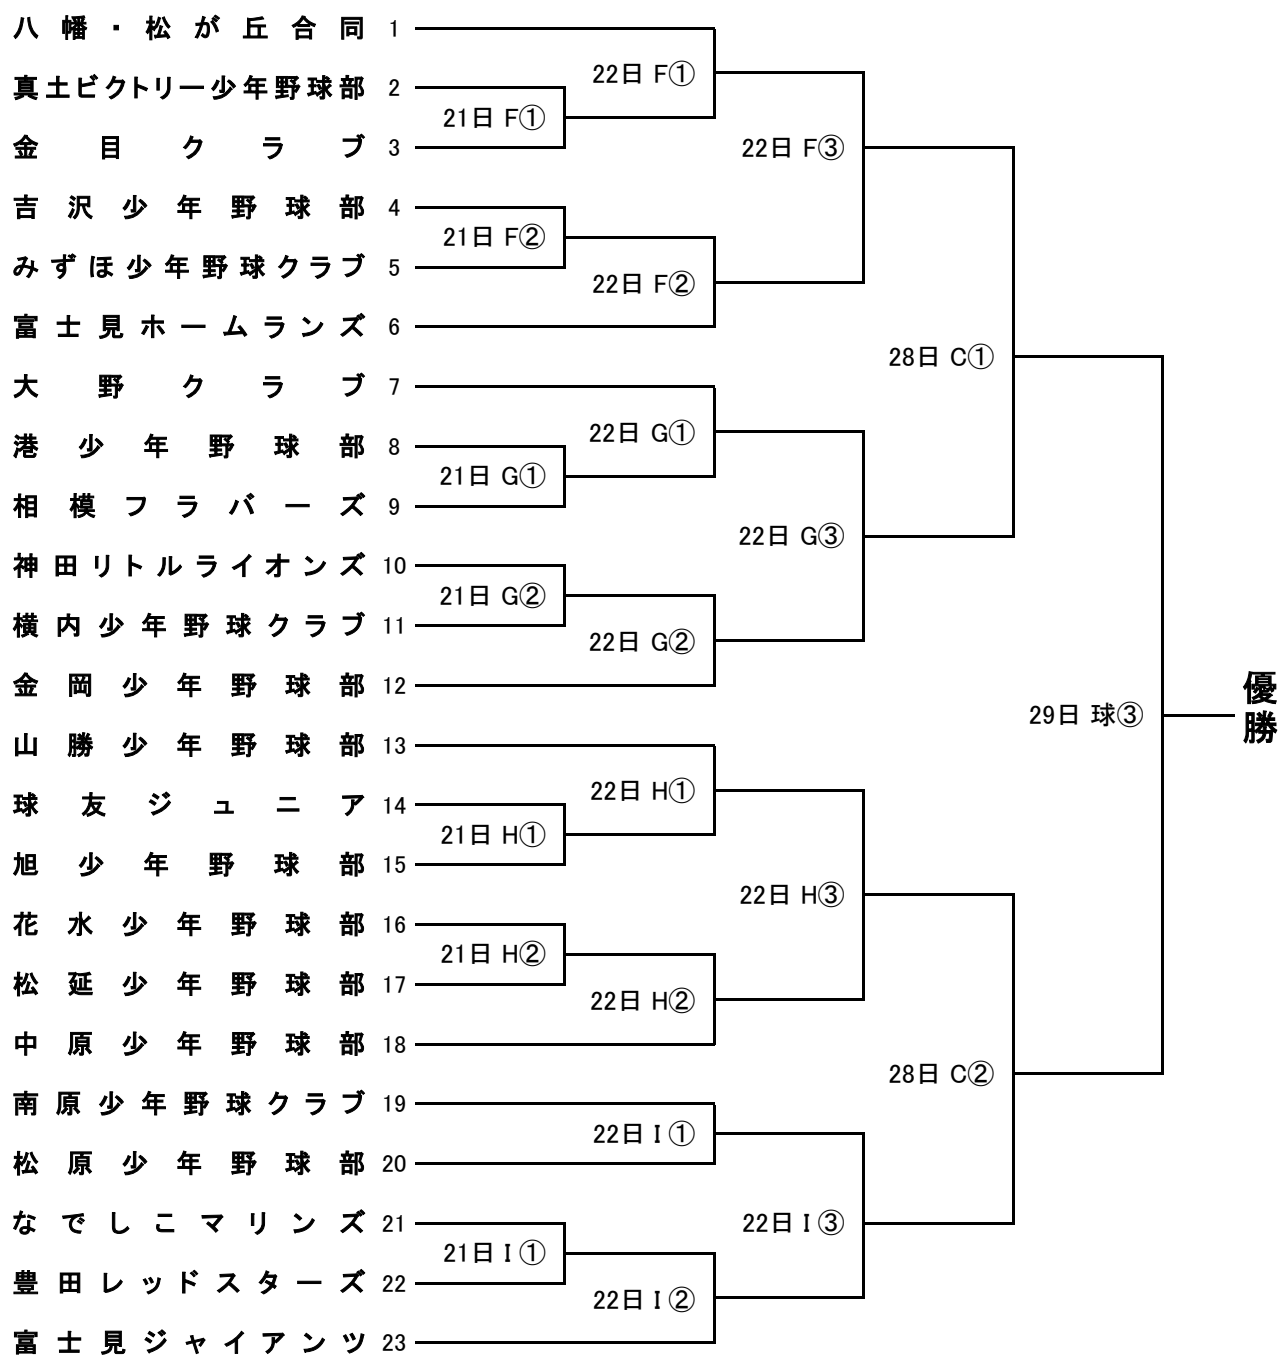 八幡・松が丘合同 1
22日 F①
真土ビクトリー少年野球部 2
21日 F①
金目クラブ 3
22日 F③
吉沢少年野球部 4
21日 F②
みずほ少年野球クラブ 5
22日 F②
富士見ホームランズ 6
28日 C①
大野クラブ 7
22日 G①
港少年野球部 8
21日 G①
相模フラバーズ 9
22日 G③
神田リトルライオンズ 10
21日 G②
横内少年野球クラブ 11
22日 G②
金岡少年野球部 12
29日 球③
優勝
山勝少年野球部 13
22日 H①
球友ジュニア 14
21日 H①
旭少年野球部 15
22日 H③
花水少年野球部 16
21日 H②
松延少年野球部 17
22日 H②
中原少年野球部 18
28日 C②
南原少年野球クラブ 19
22日 I①
松原少年野球部 20
なでしこマリンズ 21
22日 I③
21日 I①
豊田レッドスターズ 22
22日 I②
富士見ジャイアンツ 23